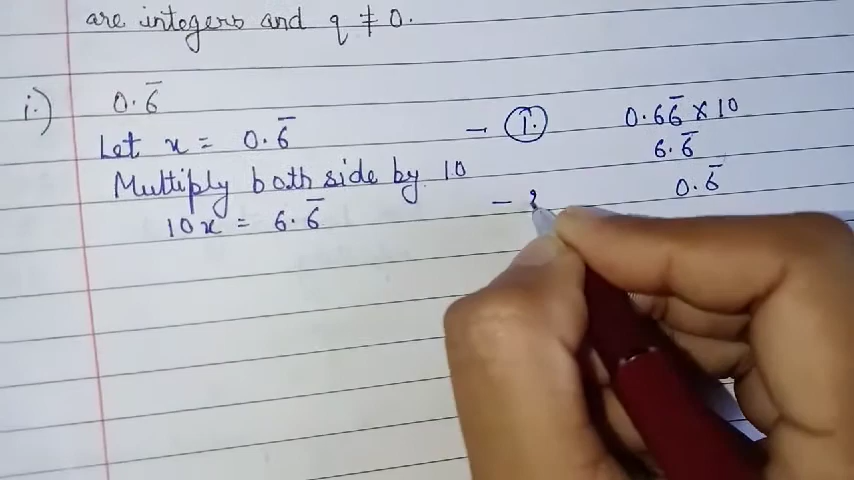 are integers and q ≠ 0.
i.) 0.6̅
Let x = 0.6̅ — ①.
Multiply both side by 10
10x = 6.6̅ —
0.66̅ × 10
6.6̅
0.6̅